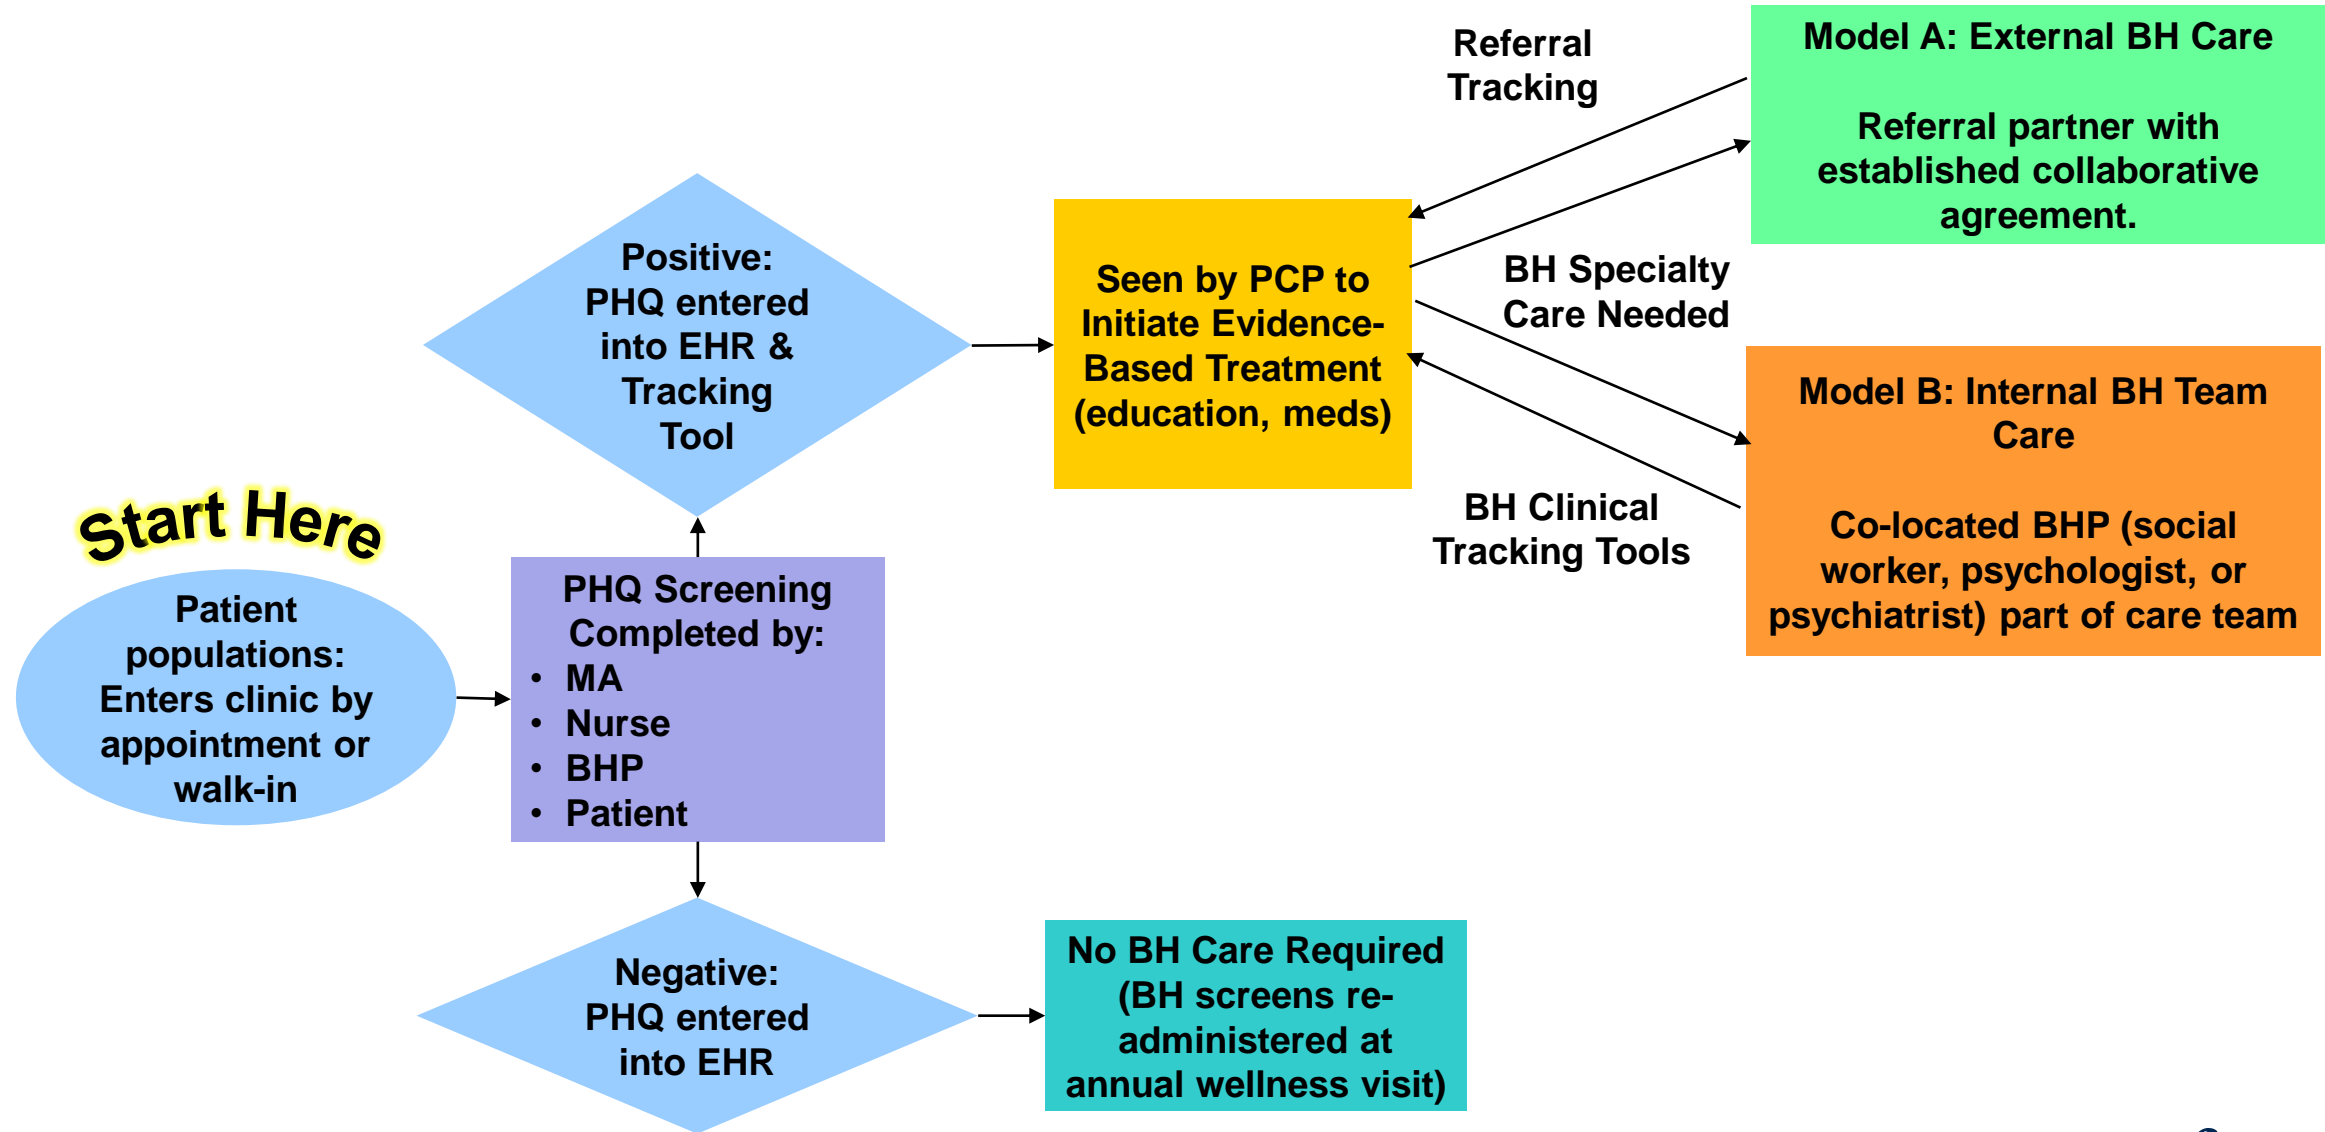 Start Here
Patient
populations:
Enters clinic by
appointment or
walk-in
PHQ Screening
Completed by:
• MA
• Nurse
• BHP
• Patient
Positive:
PHQ entered
into EHR &
Tracking
Tool
Seen by PCP to
Initiate Evidence-
Based Treatment
(education, meds)
Referral
Tracking
BH Specialty
Care Needed
BH Clinical
Tracking Tools
Model A: External BH Care
Referral partner with
established collaborative
agreement.
Model B: Internal BH Team
Care
Co-located BHP (social
worker, psychologist, or
psychiatrist) part of care team
Negative:
PHQ entered
into EHR
No BH Care Required
(BH screens re-
administered at
annual wellness visit)